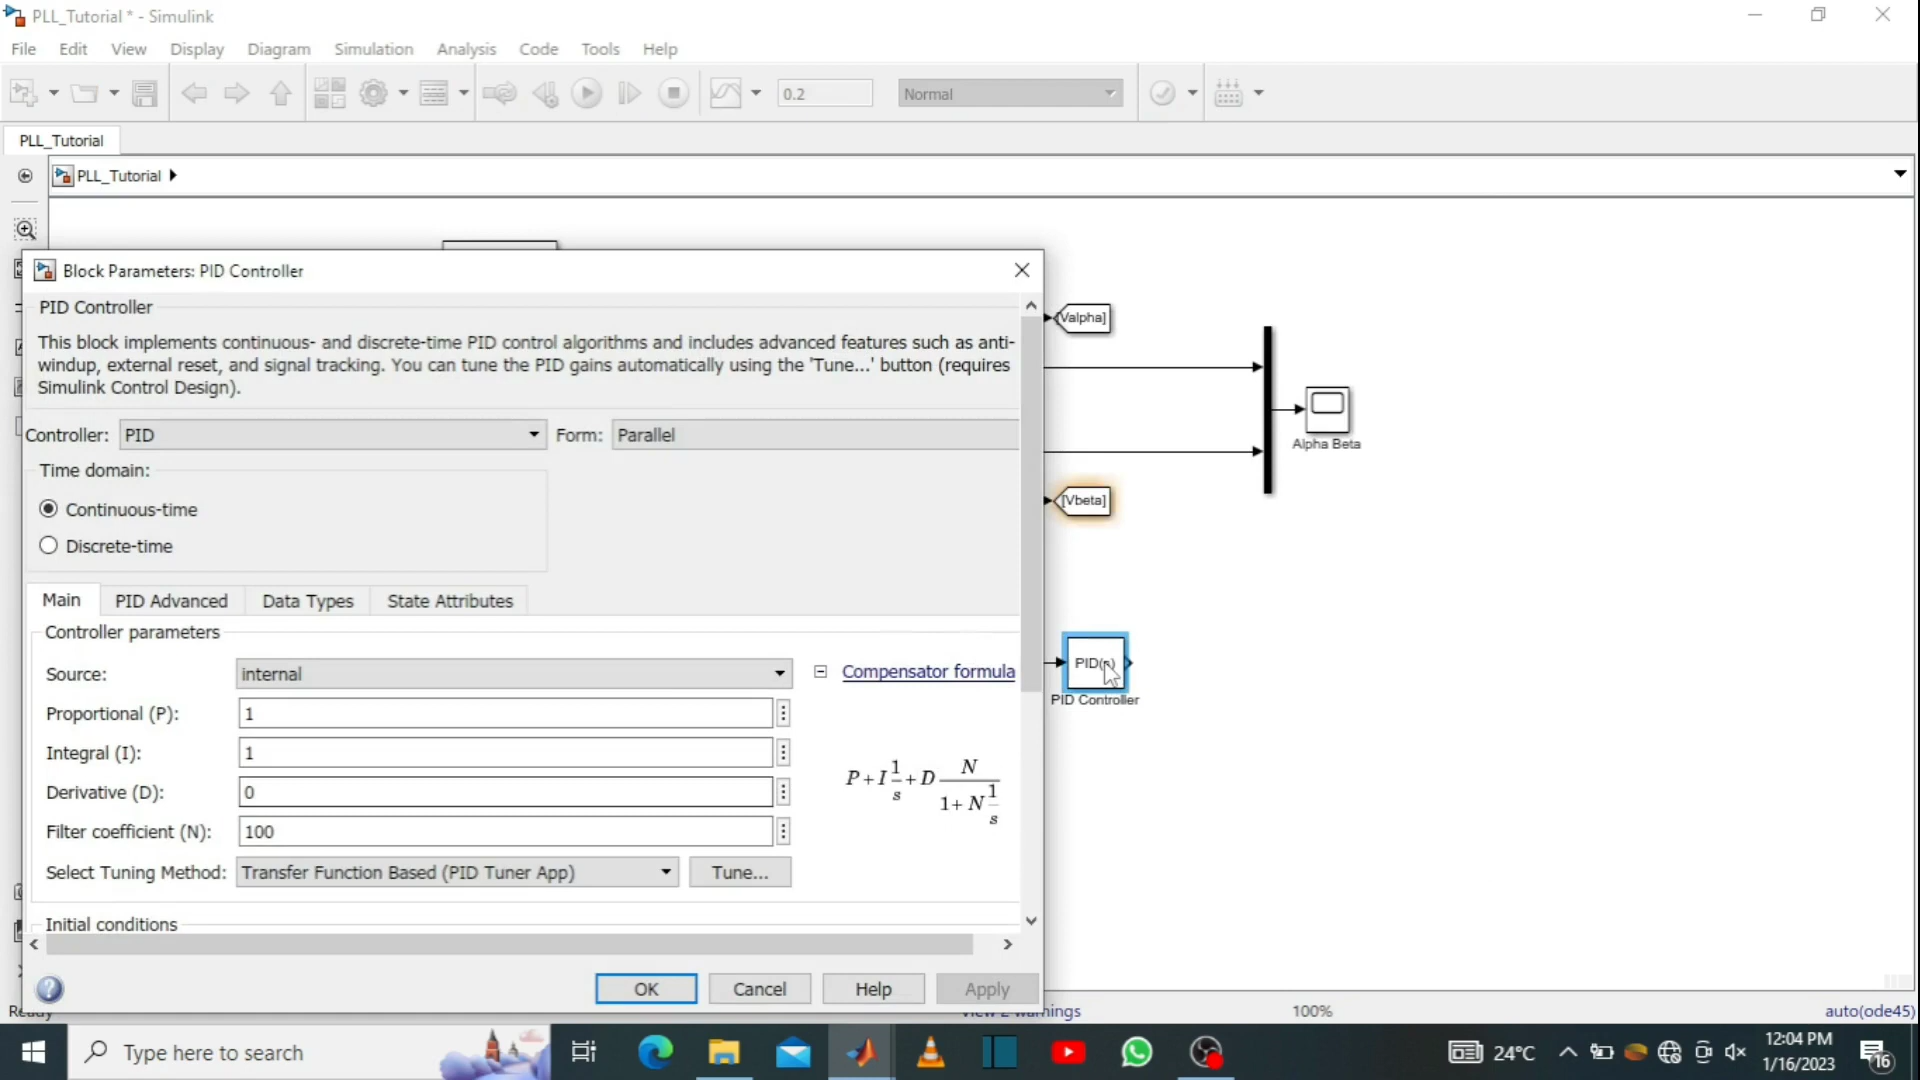 PLL_Tutorial * - Simulink
File Edit View Display Diagram Simulation Analysis Code Tools Help
0.2 Normal
PLL_Tutorial
PLL_Tutorial
Block Parameters: PID Controller
PID Controller
This block implements continuous- and discrete-time PID control algorithms and includes advanced features such as anti-
windup, external reset, and signal tracking. You can tune the PID gains automatically using the 'Tune...' button (requires
Simulink Control Design).
Controller: PID Form: Parallel
Time domain:
Continuous-time
Discrete-time
Main PID Advanced Data Types State Attributes
Controller parameters
Source: internal Compensator formula
Proportional (P): 1
Integral (I): 1
Derivative (D): 0
Filter coefficient (N): 100
P+I 1/s +D N/(1+N 1/s)
Select Tuning Method: Transfer Function Based (PID Tuner App) Tune...
Initial conditions
OK Cancel Help Apply
[Valpha]
Alpha Beta
[Vbeta]
PID(s)
PID Controller
Ready 100% auto(ode45)
Type here to search
24°C
12:04 PM
1/16/2023
16